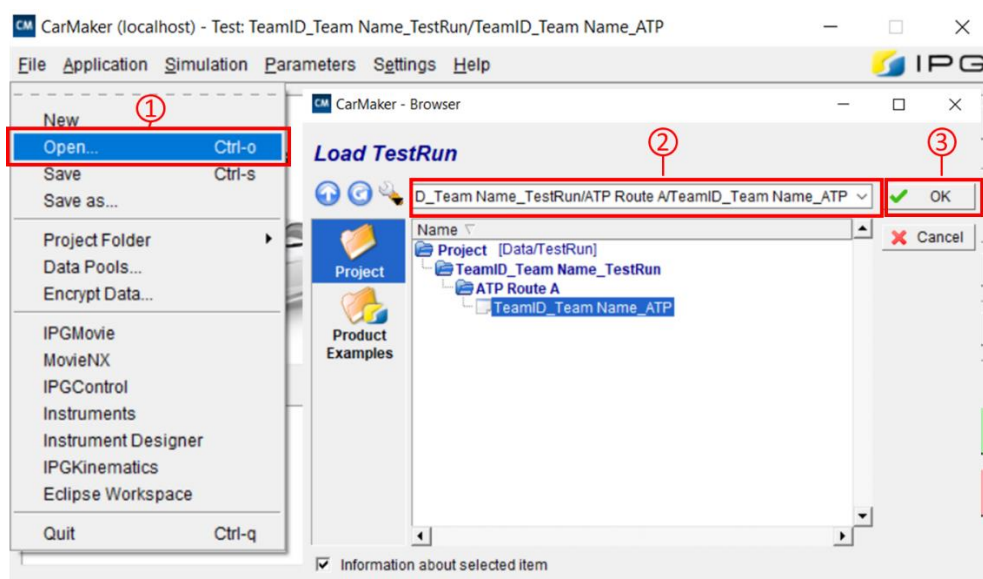 CM CarMaker (localhost) - Test: TeamID_Team Name_TestRun/TeamID_Team Name_ATP
File Application Simulation Parameters Settings Help
IPG
①
New
Open... Ctrl-o
Save Ctrl-s
Save as...
Project Folder
Data Pools...
Encrypt Data...
IPGMovie
MovieNX
IPGControl
Instruments
Instrument Designer
IPGKinematics
Eclipse Workspace
Quit Ctrl-q
CM CarMaker - Browser
Load TestRun
②
③
D_Team Name_TestRun/ATP Route A/TeamID_Team Name_ATP
OK
Cancel
Project
Product
Examples
Name
Project [Data/TestRun]
TeamID_Team Name_TestRun
ATP Route A
TeamID_Team Name_ATP
Information about selected item